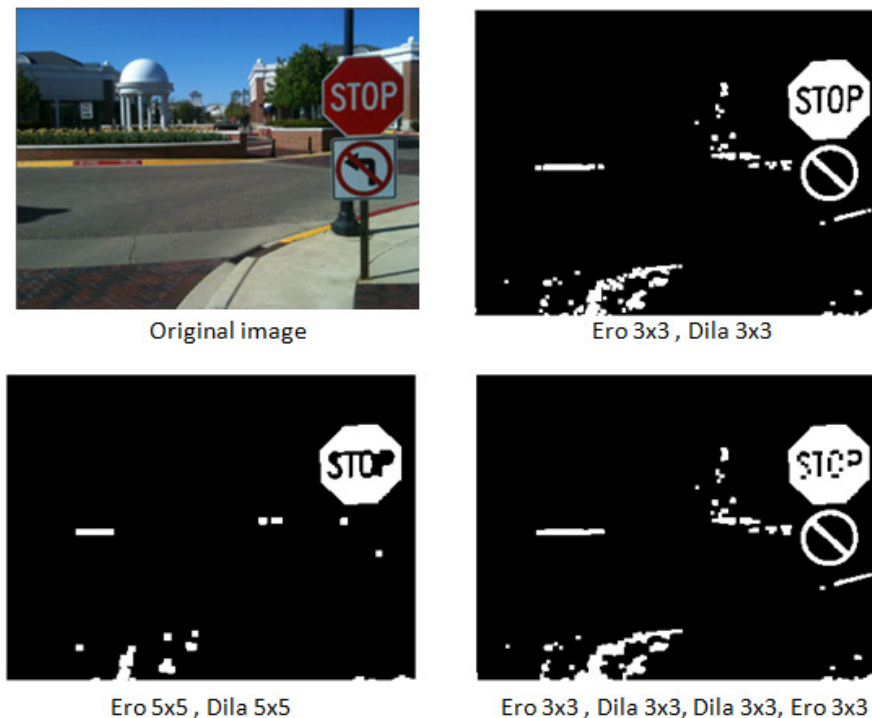 STOP
STOP
Original image
Ero 3x3 , Dila 3x3
STOP
STOP
Ero 5x5 , Dila 5x5
Ero 3x3 , Dila 3x3, Dila 3x3, Ero 3x3